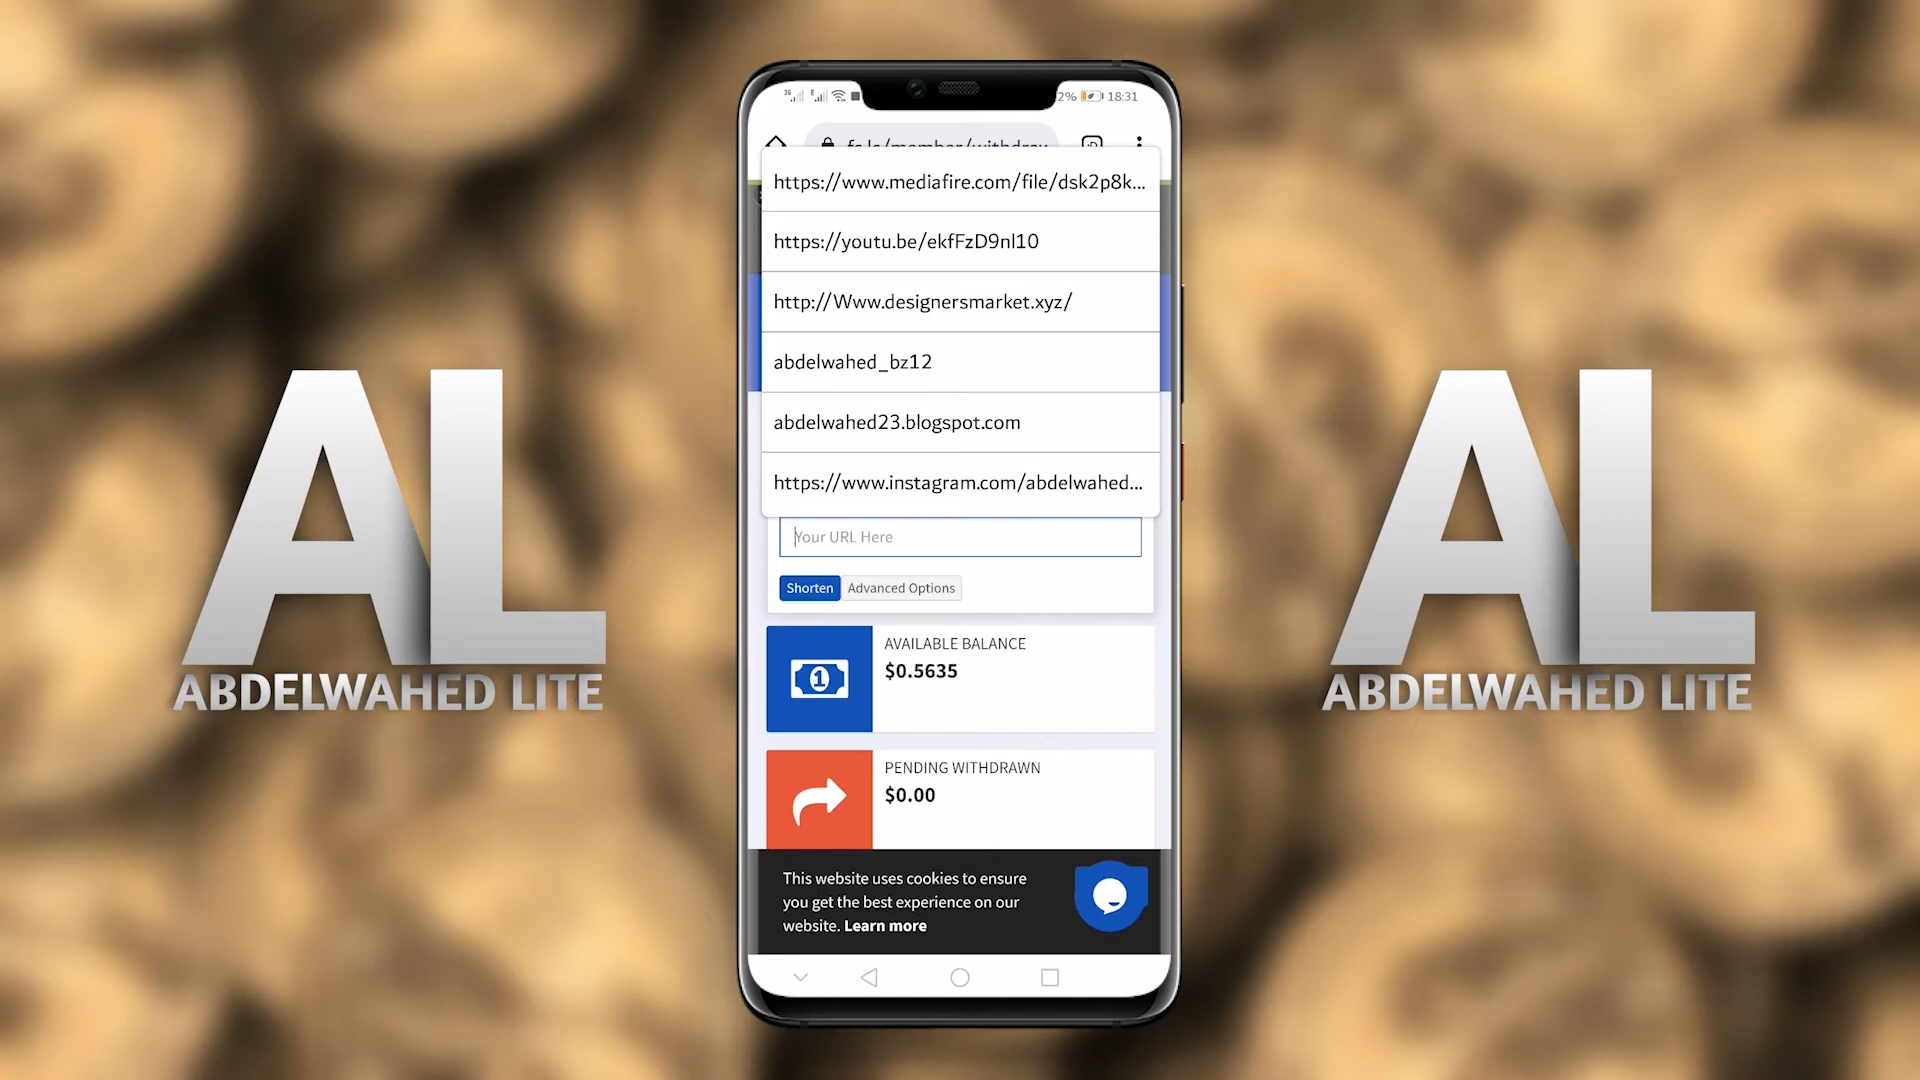 2% 18:31
https://www.mediafire.com/file/dsk2p8k...
https://youtu.be/ekfFzD9nl10
http://Www.designersmarket.xyz/
abdelwahed_bz12
abdelwahed23.blogspot.com
https://www.instagram.com/abdelwahed...
Your URL Here
Shorten Advanced Options
AVAILABLE BALANCE
$0.5635
PENDING WITHDRAWN
$0.00
This website uses cookies to ensure
you get the best experience on our
website. Learn more
AL
ABDELWAHED LITE
AL
ABDELWAHED LITE